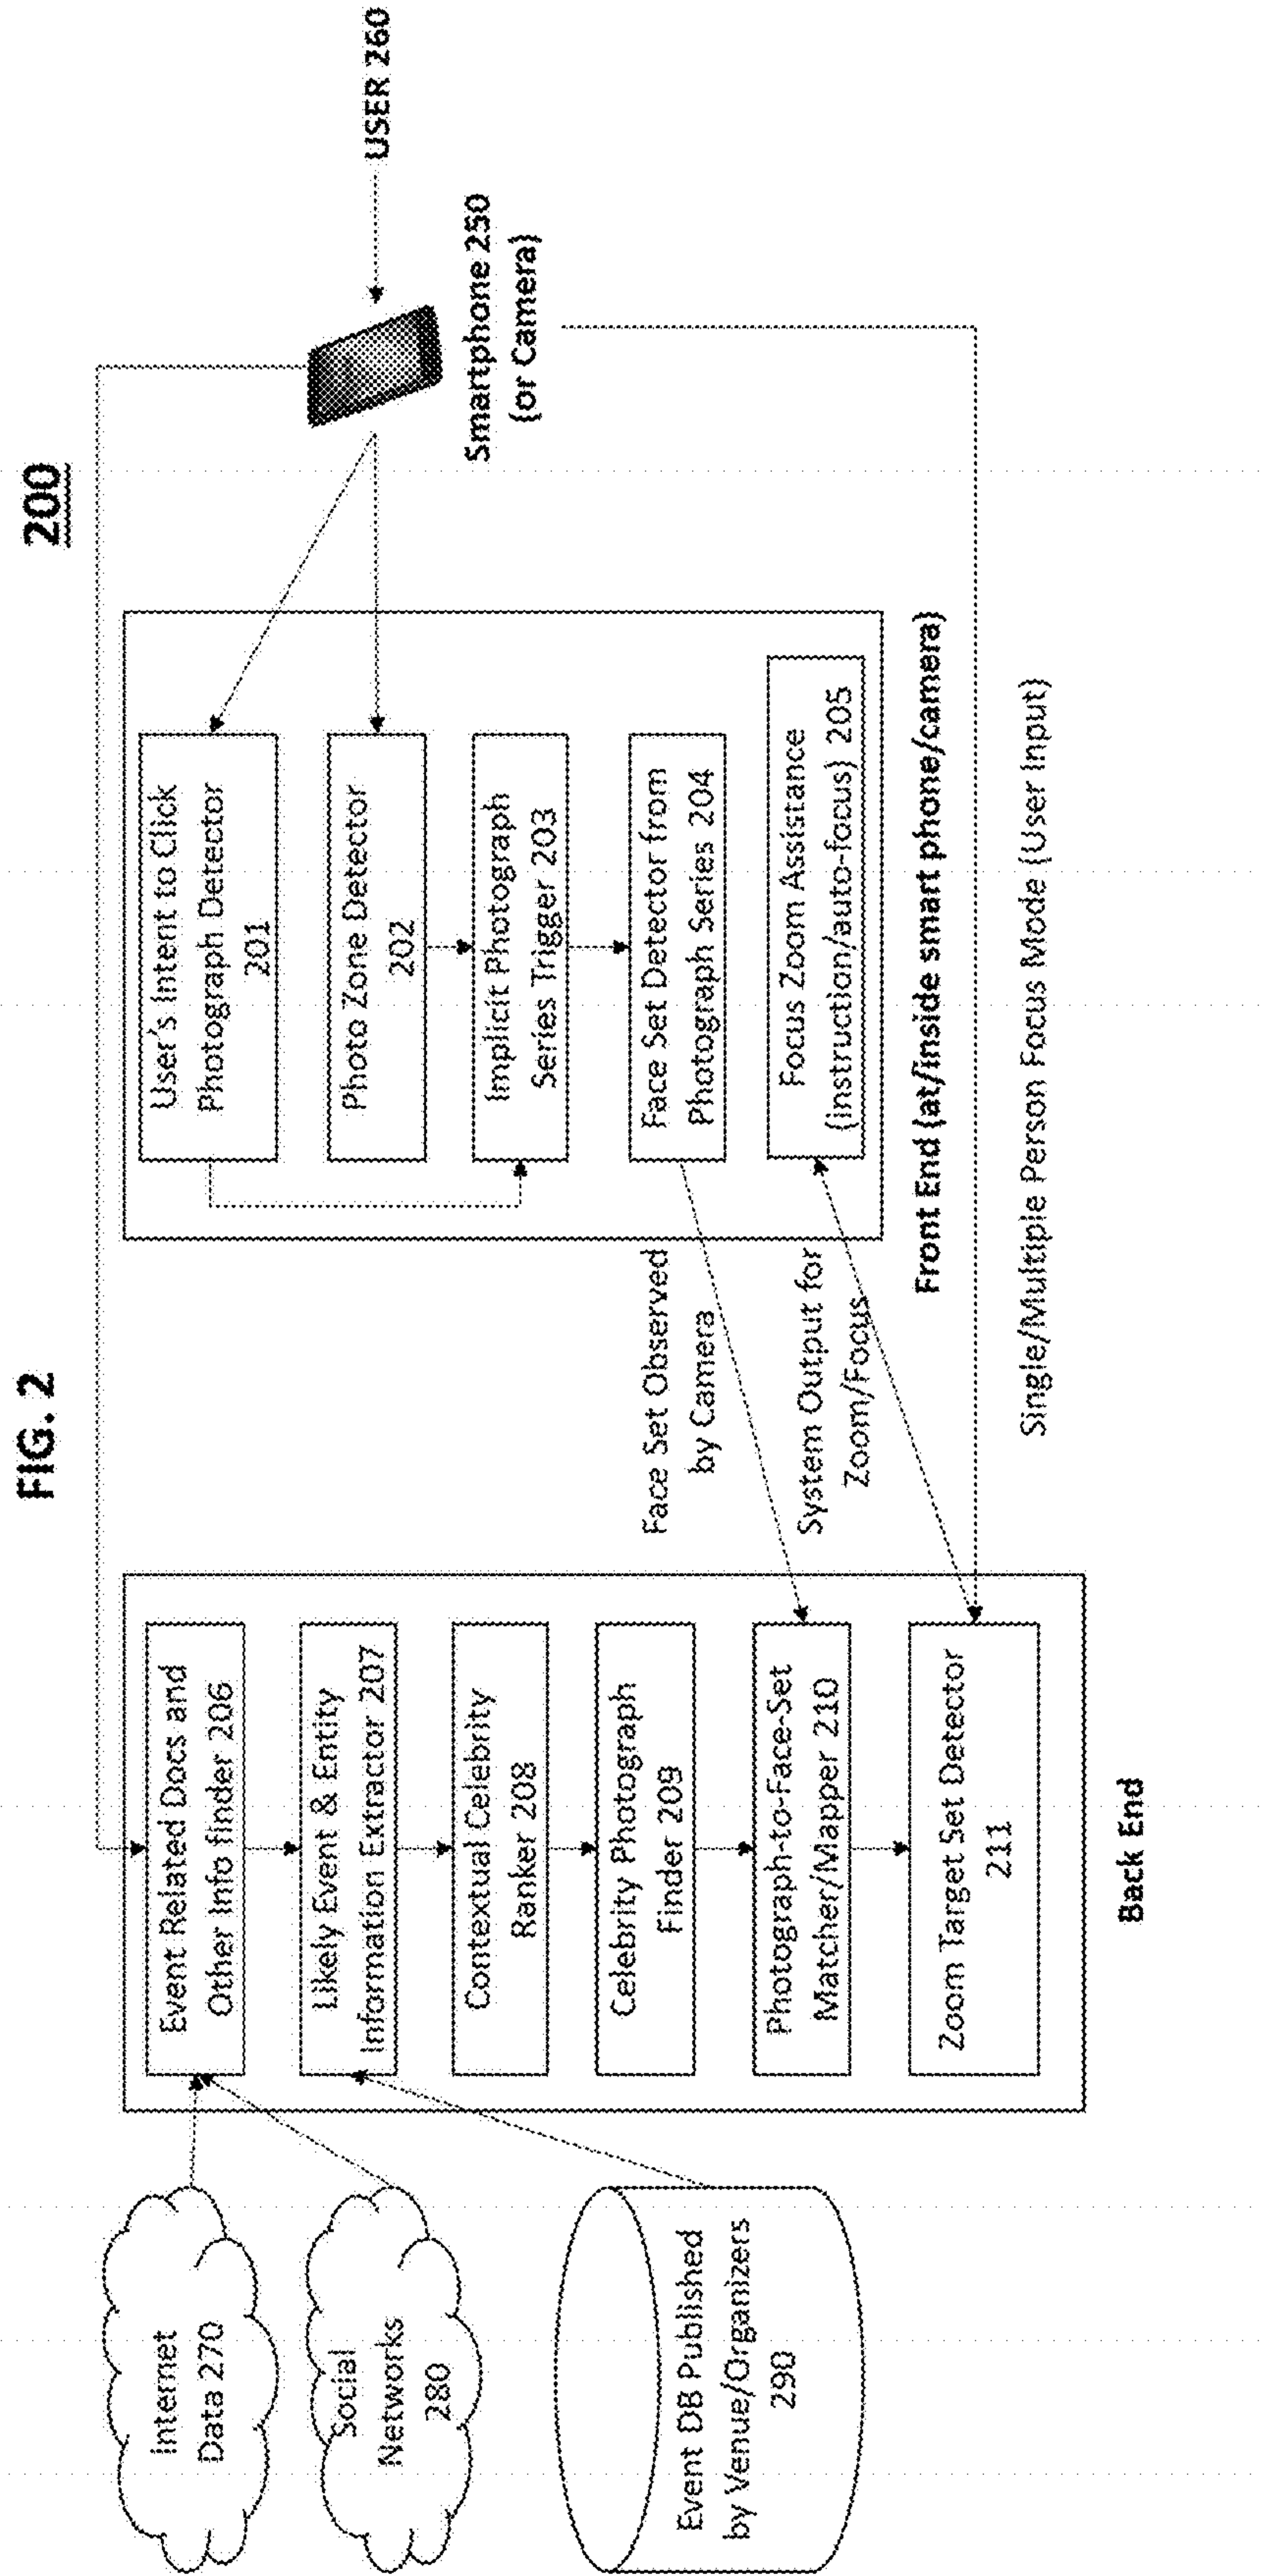 FIG. 2
200
Internet
Data 270
Social
Networks
280
Event DB Published
by Venue/Organizers
290
Event Related Docs and
Other Info finder 206
Likely Event & Entity
Information Extractor 207
Contextual Celebrity
Ranker 208
Celebrity Photograph
Finder 209
Photograph-to-Face-Set
Matcher/Mapper 210
Zoom Target Set Detector
211
Back End
Face Set Observed
by Camera
System Output for
Zoom/Focus
User's Intent to Click
Photograph Detector
201
Photo Zone Detector
202
Implicit Photograph
Series Trigger 203
Face Set Detector from
Photograph Series 204
Focus Zoom Assistance
(instruction/auto-focus) 205
Front End (at/inside smart phone/camera)
Single/Multiple Person Focus Mode (User Input)
Smartphone 250
(or Camera)
USER 260